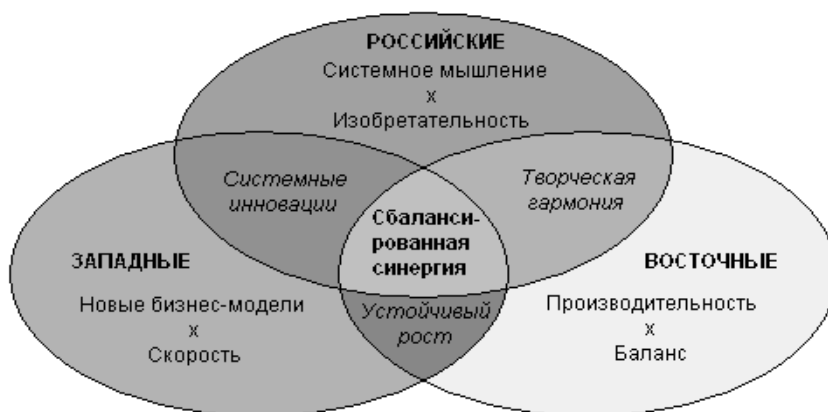 РОССИЙСКИЕ
Системное мышление
x
Изобретательность
Системные
инновации
Творческая
гармония
Сбаланси-
рованная
синергия
ЗАПАДНЫЕ
Новые бизнес-модели
x
Скорость
Устойчивый
рост
ВОСТОЧНЫЕ
Производительность
x
Баланс